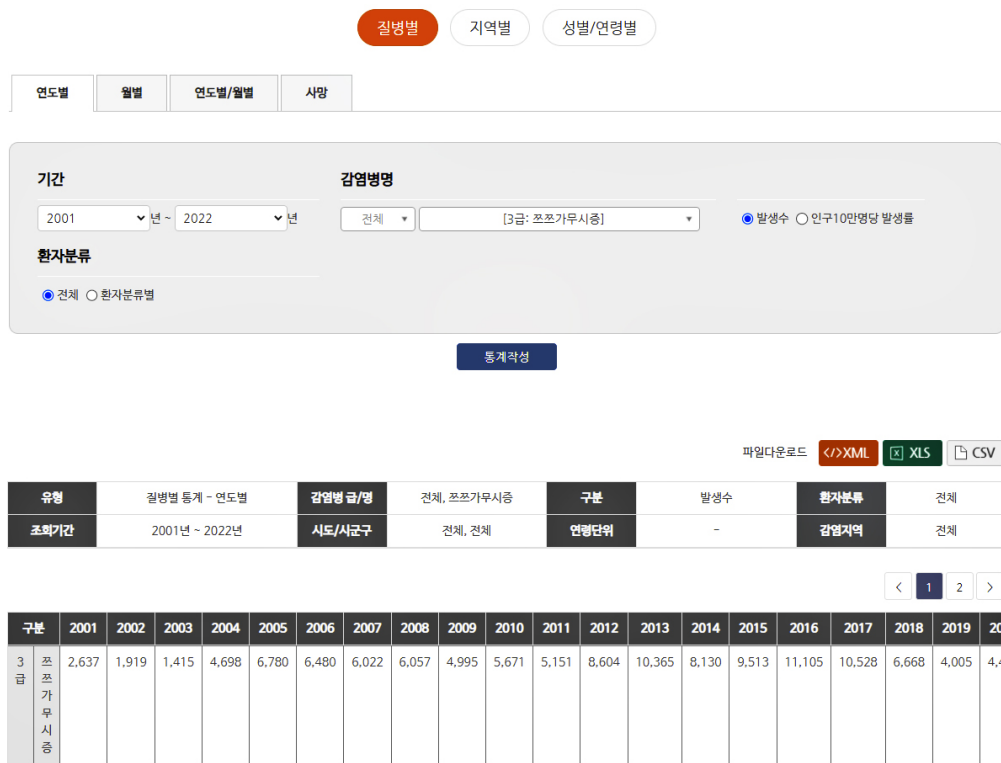 질병별 지역별 성별/연령별
연도별 월별 연도별/월별 사망
기간 감염병명
2001 년 ~ 2022 년 전체 [3급: 쯔쯔가무시증] 발생수 인구10만명당 발생률
환자분류
전체 환자분류별
통계작성
파일다운로드 </>XML XLS CSV
유형 질병별 통계 - 연도별 감염병 급/명 전체, 쯔쯔가무시증 구분 발생수 환자분류 전체
조회기간 2001년 ~ 2022년 시도/시군구 전체, 전체 연령단위 - 감염지역 전체
< 1 2 >
구분 2001 2002 2003 2004 2005 2006 2007 2008 2009 2010 2011 2012 2013 2014 2015 2016 2017 2018 2019 20
3급 쯔쯔가무시증 2,637 1,919 1,415 4,698 6,780 6,480 6,022 6,057 4,995 5,671 5,151 8,604 10,365 8,130 9,513 11,105 10,528 6,668 4,005